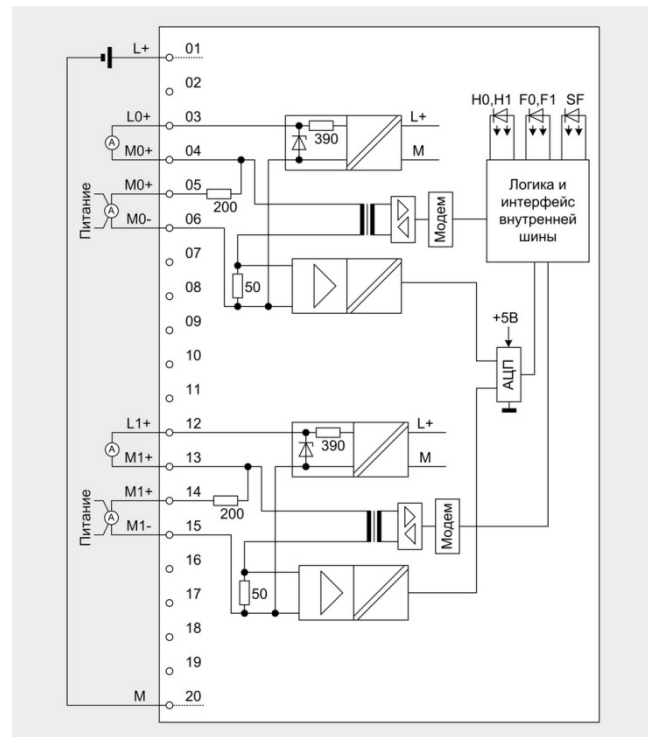 L+ 01
02
H0,H1 F0,F1 SF
L0+ 03 L+
390
M0+ 04 M
Питание M0+ 05
200
M0- 06
Модем
Логика и
интерфейс
внутренней
шины
07
08 50
09
+5В
10
АЦП
11
L1+ 12 L+
390
M1+ 13 M
Питание M1+ 14
200
M1- 15
Модем
16
17 50
18
19
M 20
A
A
A
A